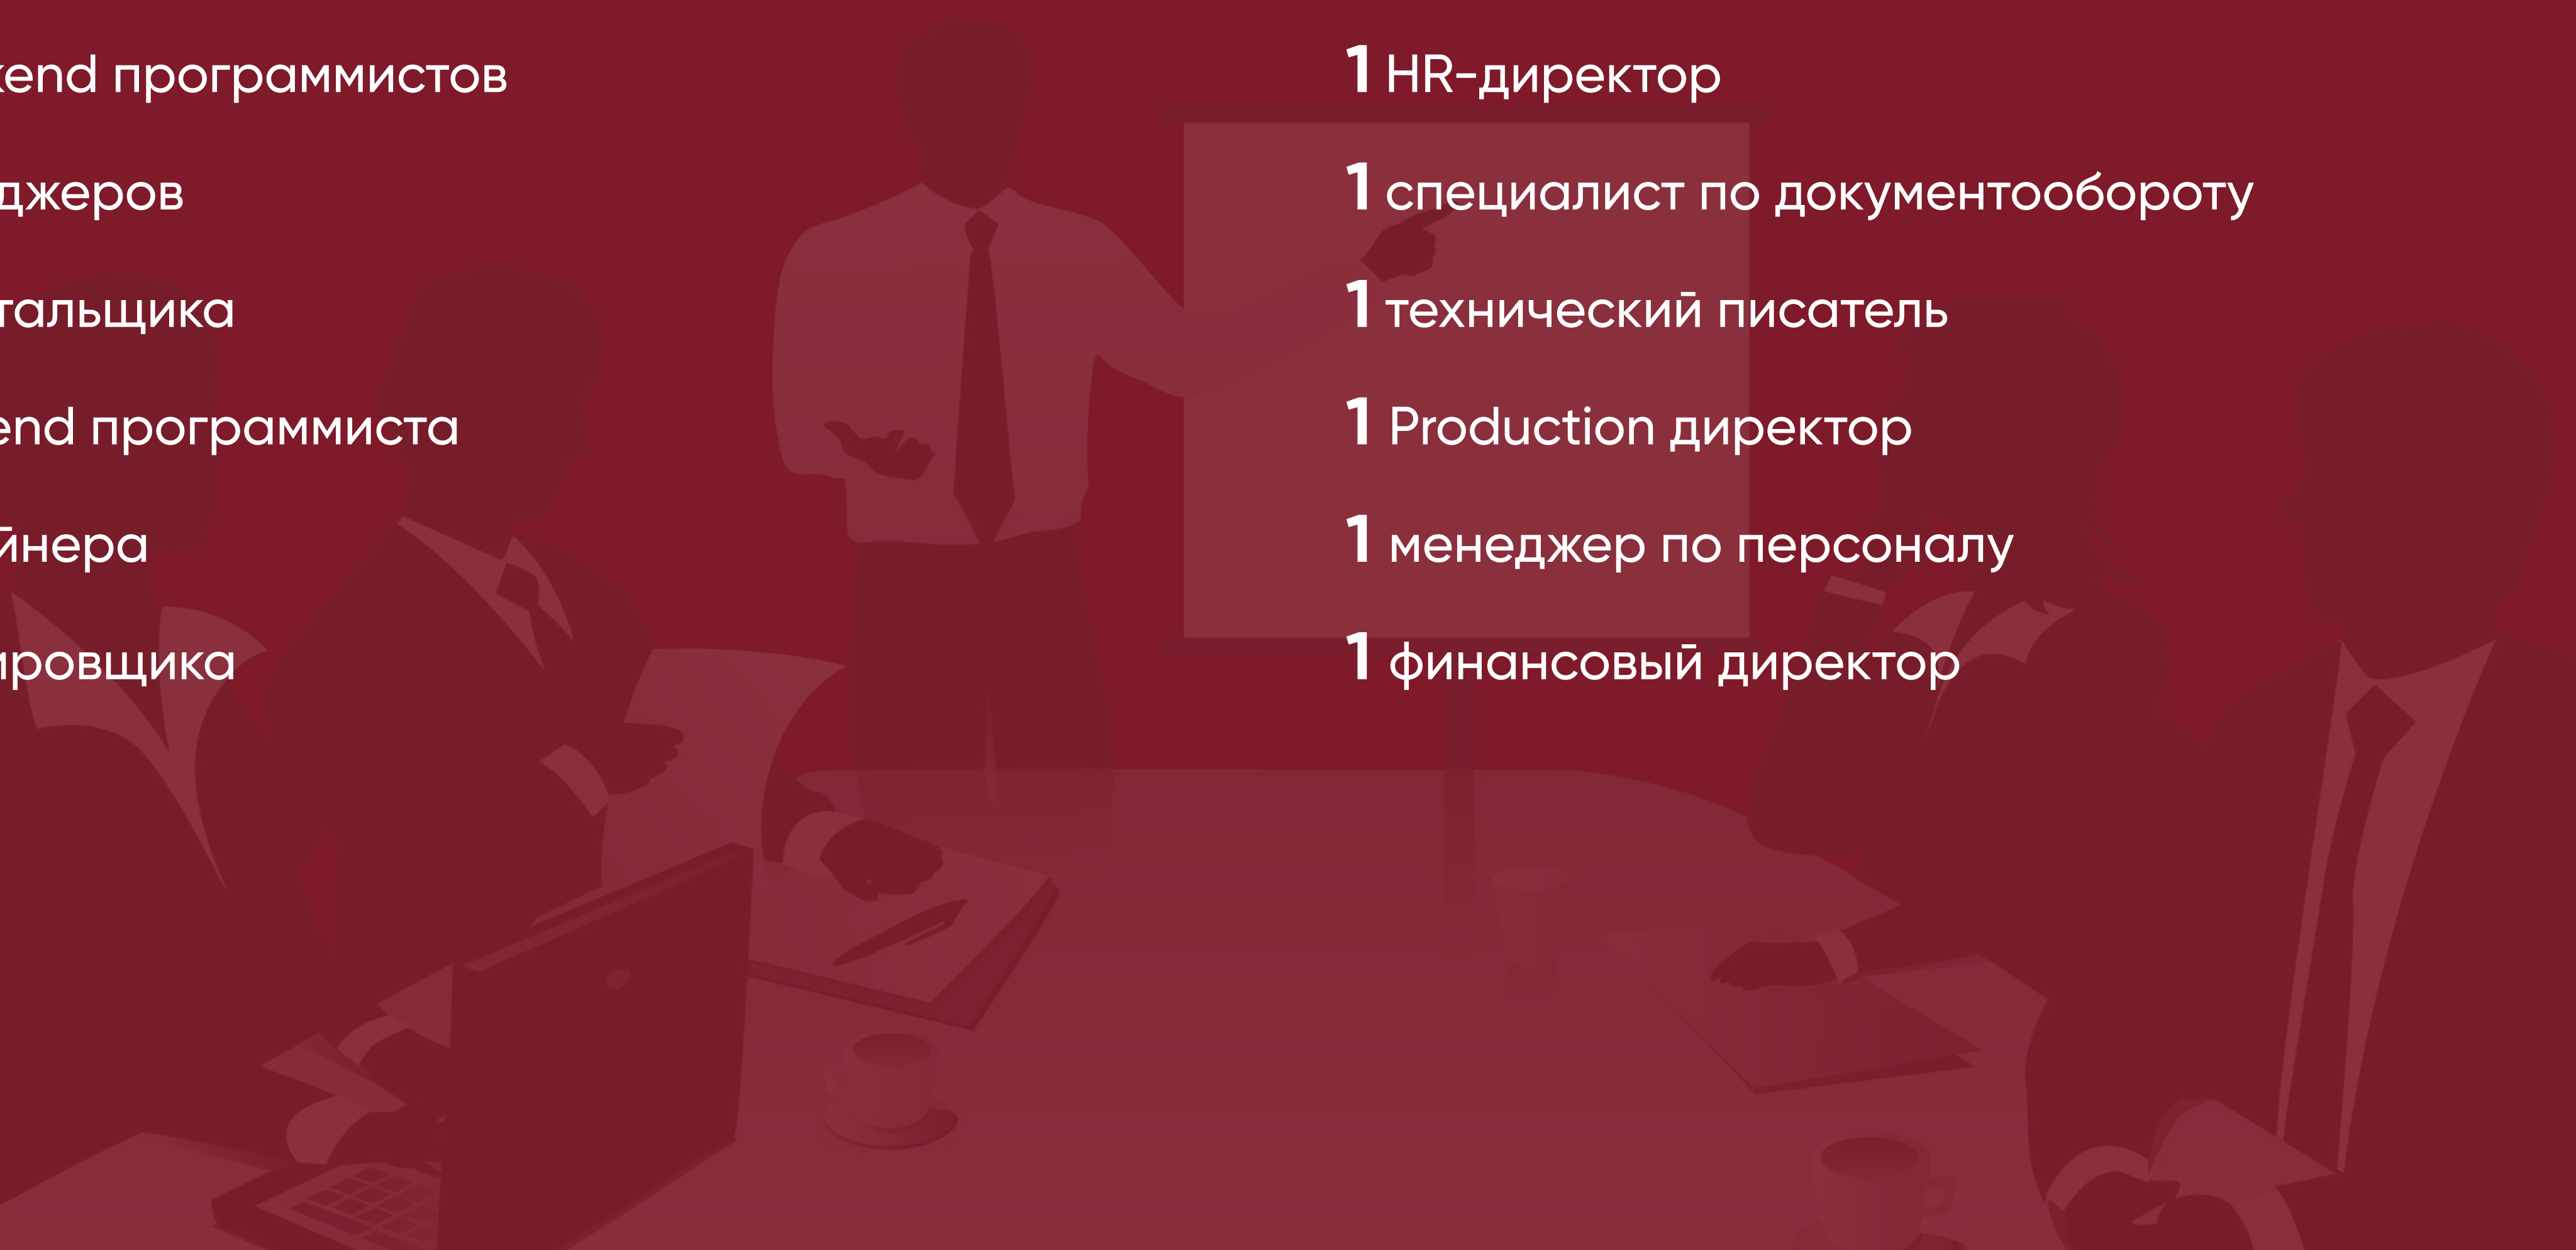 kend программистов
джеров
тальщика
end программиста
йнера
ировщика
1 HR-директор
1 специалист по документообороту
1 технический писатель
1 Production директор
1 менеджер по персоналу
1 финансовый директор